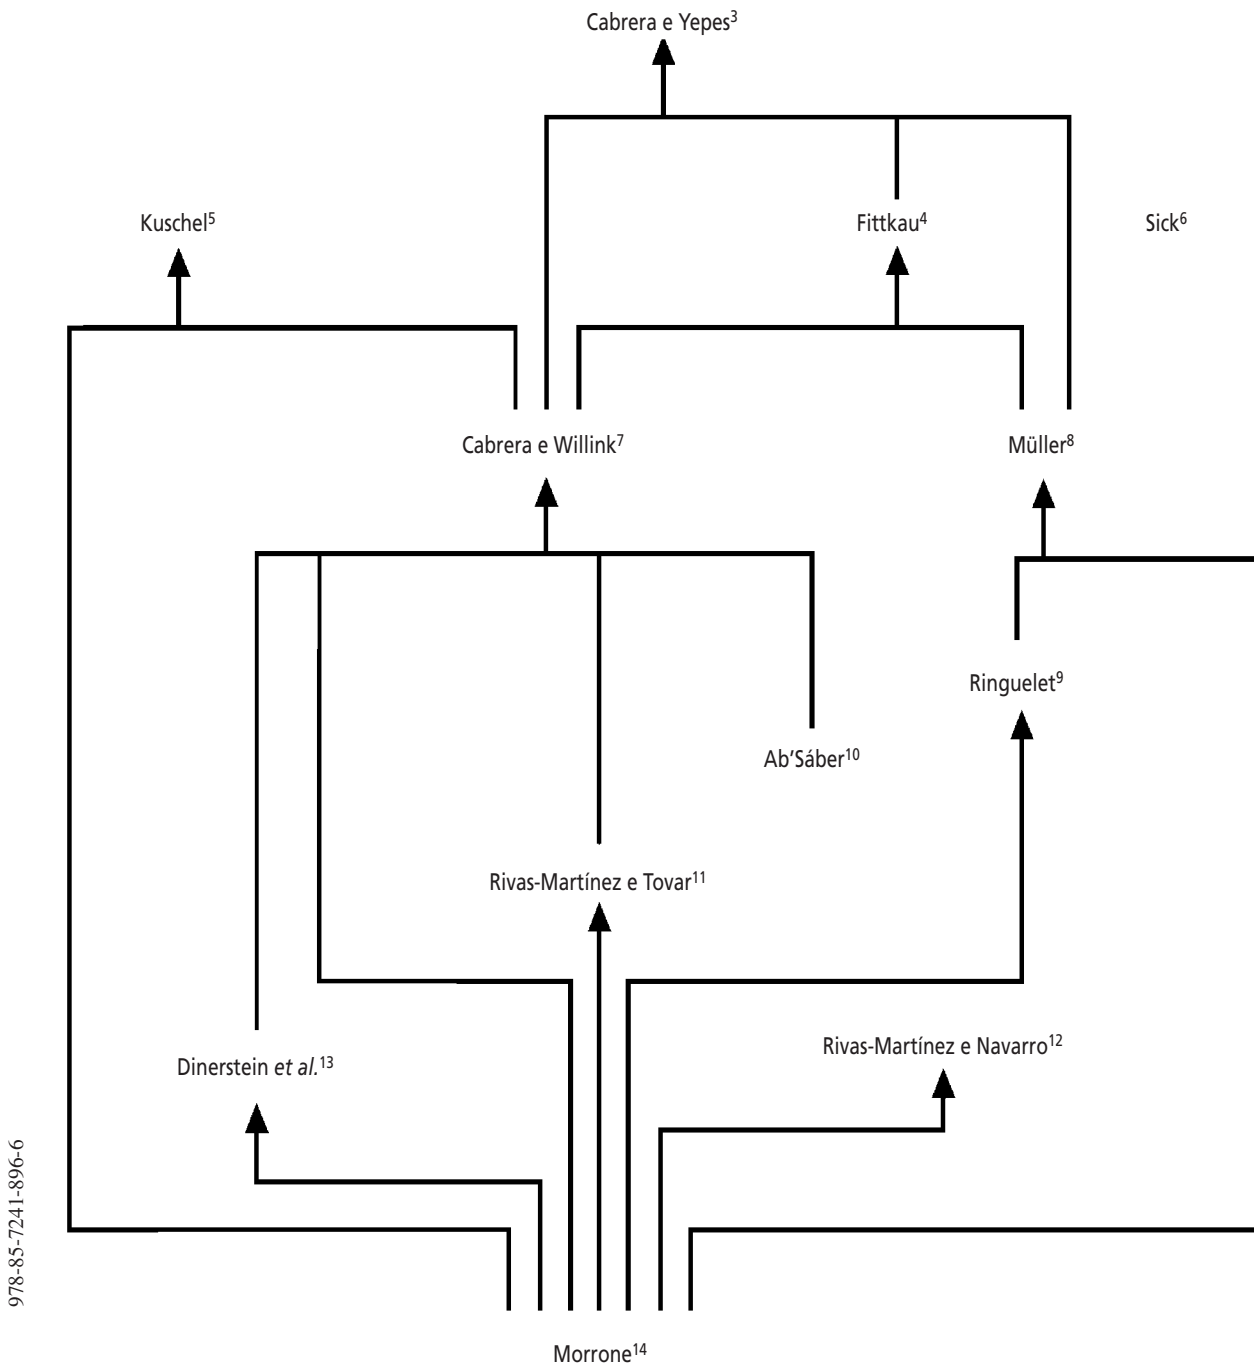 Cabrera e Yepes³
Kuschel⁵
Fittkau⁴
Sick⁶
Cabrera e Willink⁷
Müller⁸
Ringuelet⁹
Ab’Sáber¹⁰
Rivas-Martínez e Tovar¹¹
Rivas-Martínez e Navarro¹²
Dinerstein et al.¹³
978-85-7241-896-6
Morrone¹⁴